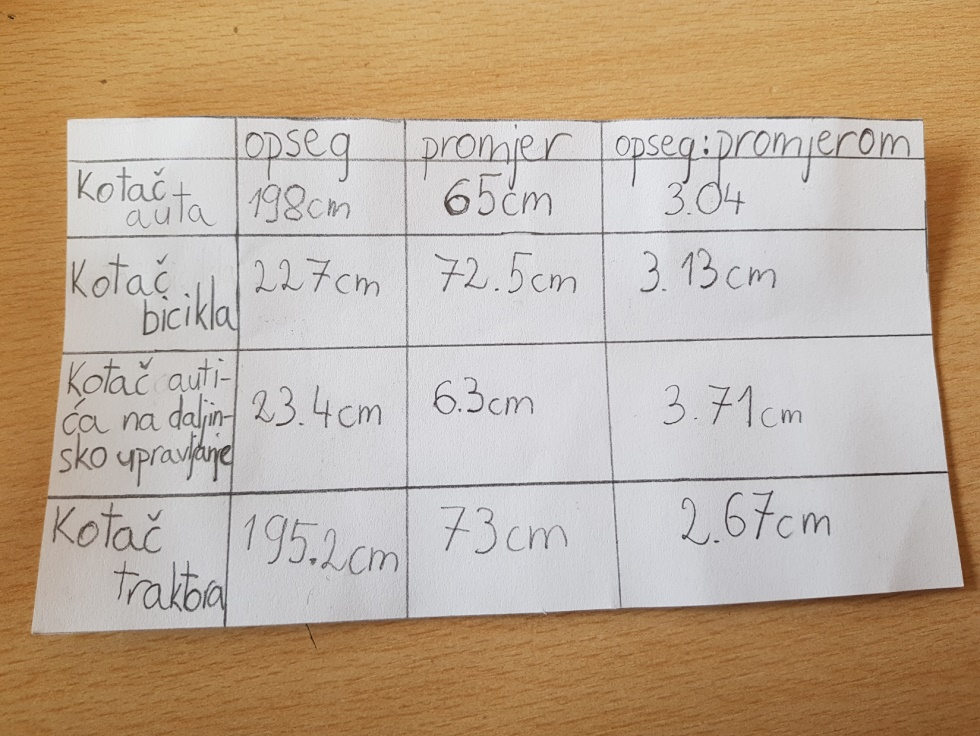 opseg promjer opseg:promjerom
Kotač
auta 198cm 65cm 3.04
Kotač
bicikla 227cm 72.5cm 3.13cm
Kotač auti-
ća na daljin-
sko upravljanje 23.4cm 6.3cm 3.71cm
Kotač
traktora 195.2cm 73cm 2.67cm